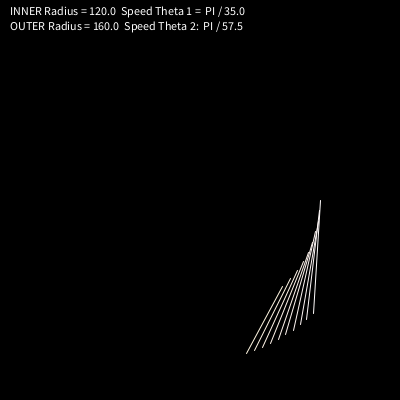 INNER Radius = 120.0  Speed Theta 1 =  PI / 35.0
OUTER Radius = 160.0  Speed Theta 2:  PI / 57.5